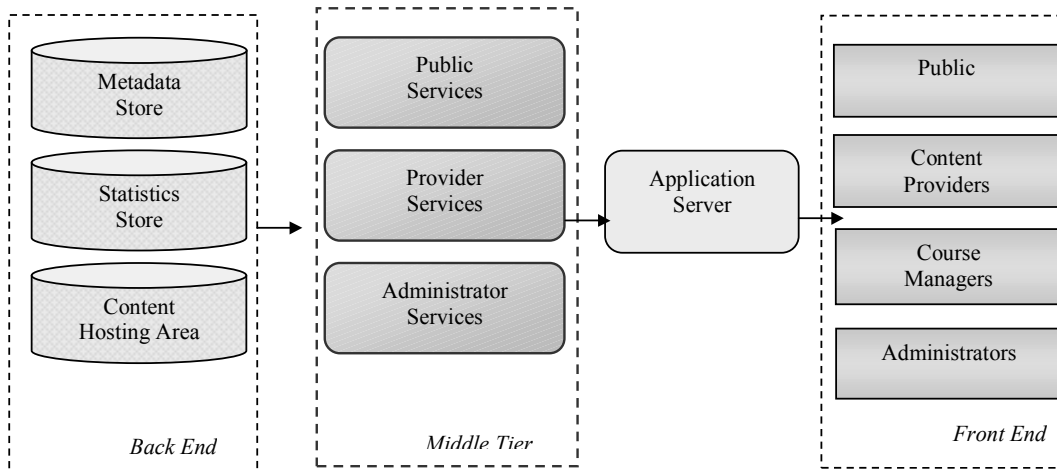 Metadata
Store
Statistics
Store
Content
Hosting Area
Back End
Public
Services
Provider
Services
Administrator
Services
Middle Tier
Application
Server
Public
Content
Providers
Course
Managers
Administrators
Front End